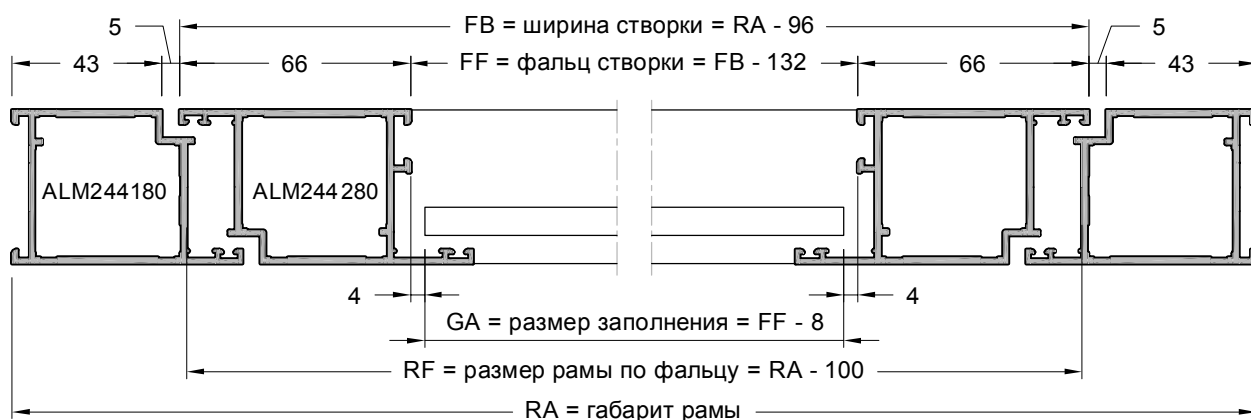 FB = ширина створки = RA - 96
5
5
43
66
FF = фальц створки = FB - 132
66
43
ALM244180
ALM244280
4
4
GA = размер заполнения = FF - 8
RF = размер рамы по фальцу = RA - 100
RA = габарит рамы